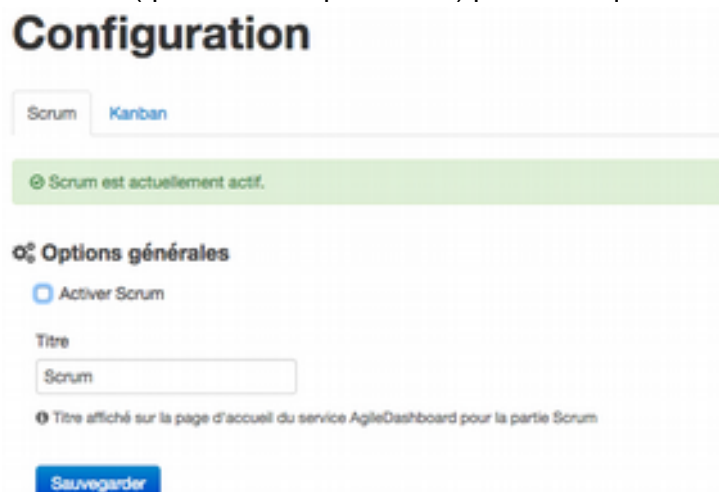 Configuration
Scrum Kanban
Scrum est actuellement actif.
Options générales
Activer Scrum
Titre
Scrum
Titre affiché sur la page d'accueil du service AgileDashboard pour la partie Scrum
Sauvegarder